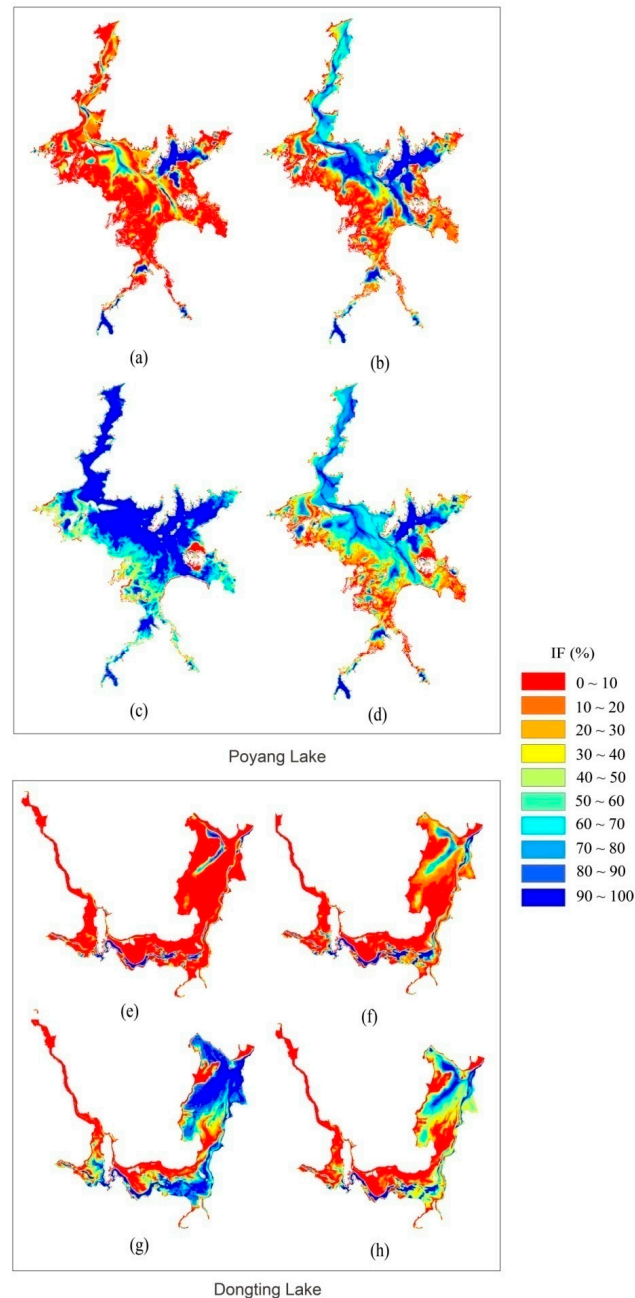 (a)
(b)
(c)
(d)
Poyang Lake
IF (%)
0 ~ 10
10 ~ 20
20 ~ 30
30 ~ 40
40 ~ 50
50 ~ 60
60 ~ 70
70 ~ 80
80 ~ 90
90 ~ 100
(e)
(f)
(g)
(h)
Dongting Lake